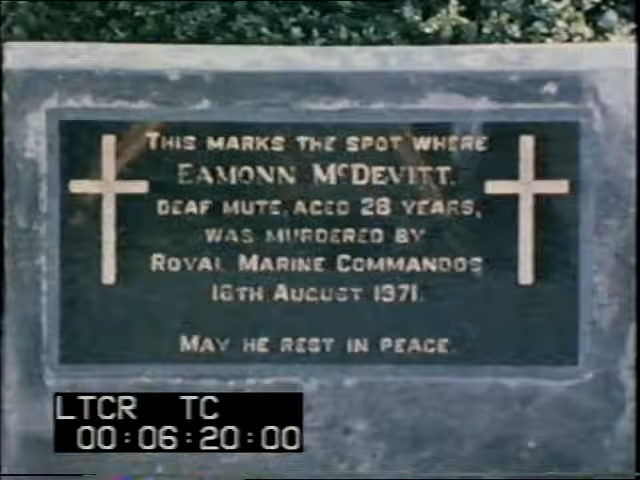 THIS MARKS THE SPOT WHERE
EAMONN McDEVITT.
DEAF MUTE, AGED 28 YEARS,
WAS MURDERED BY
ROYAL MARINE COMMANDOS
18TH AUGUST 1971.
MAY HE REST IN PEACE.
LTCR TC
00:06:20:00